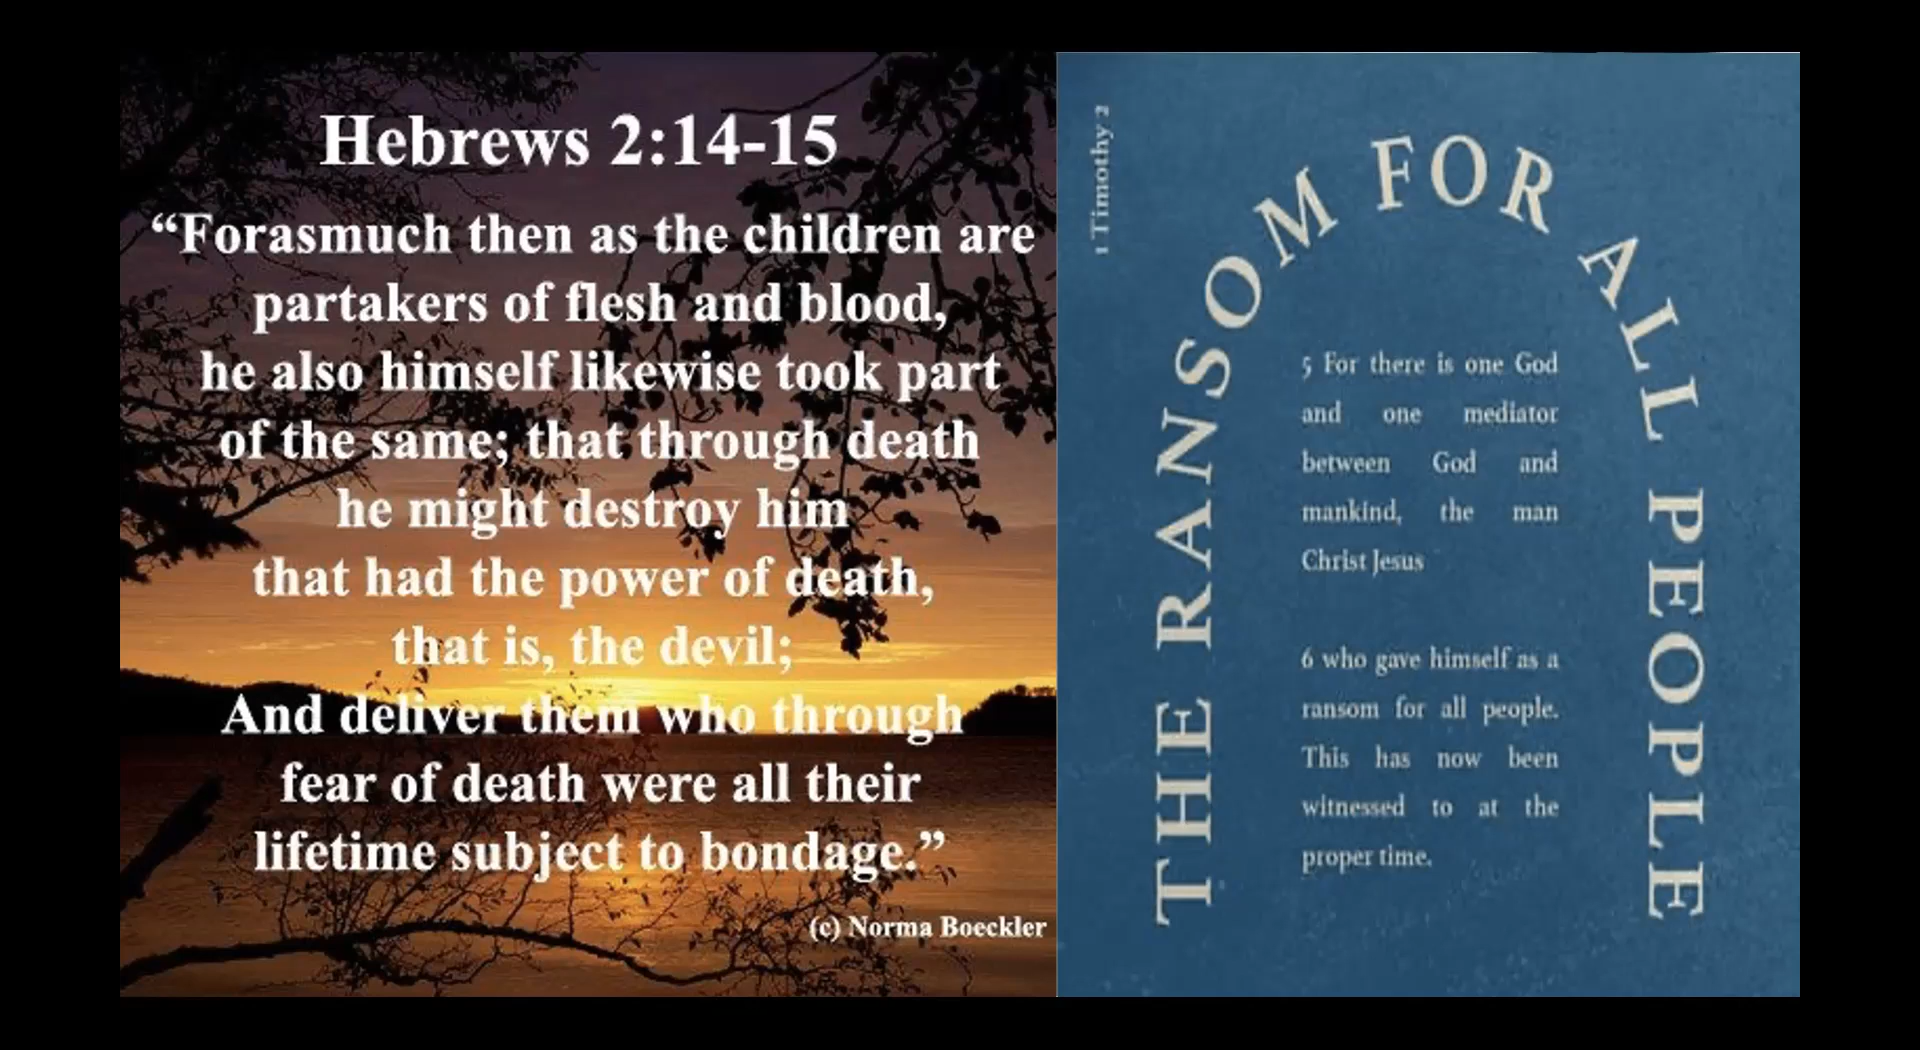 Hebrews 2:14-15
“Forasmuch then as the children are
partakers of flesh and blood,
he also himself likewise took part
of the same; that through death
he might destroy him
that had the power of death,
that is, the devil;
And deliver them who through
fear of death were all their
lifetime subject to bondage.”
(c) Norma Boeckler
1 Timothy 2
THE RANSOM FOR ALL PEOPLE
5 For there is one God
and one mediator
between God and
mankind, the man
Christ Jesus
6 who gave himself as a
ransom for all people.
This has now been
witnessed to at the
proper time.